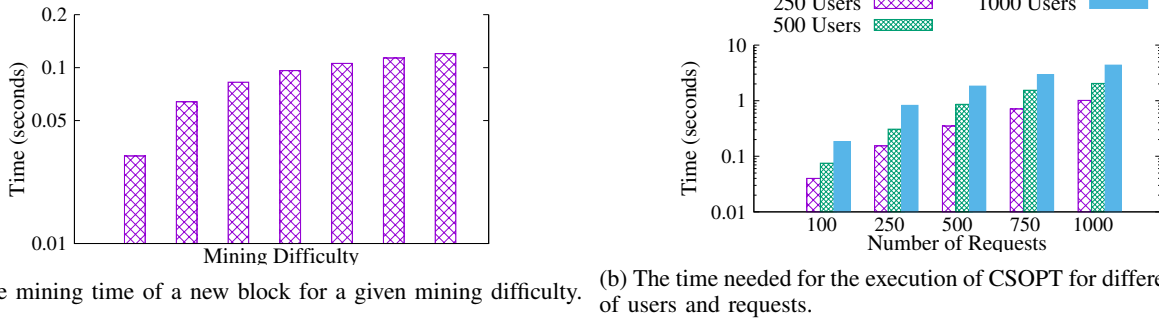 0.2
0.1
0.05
0.01
Time (seconds)
Mining Difficulty
mining time of a new block for a given mining difficulty.
250 Users
500 Users
1000 Users
10
1
0.1
0.01
Time (seconds)
100 250 500 750 1000
Number of Requests
(b) The time needed for the execution of CSOPT for
of users and requests.